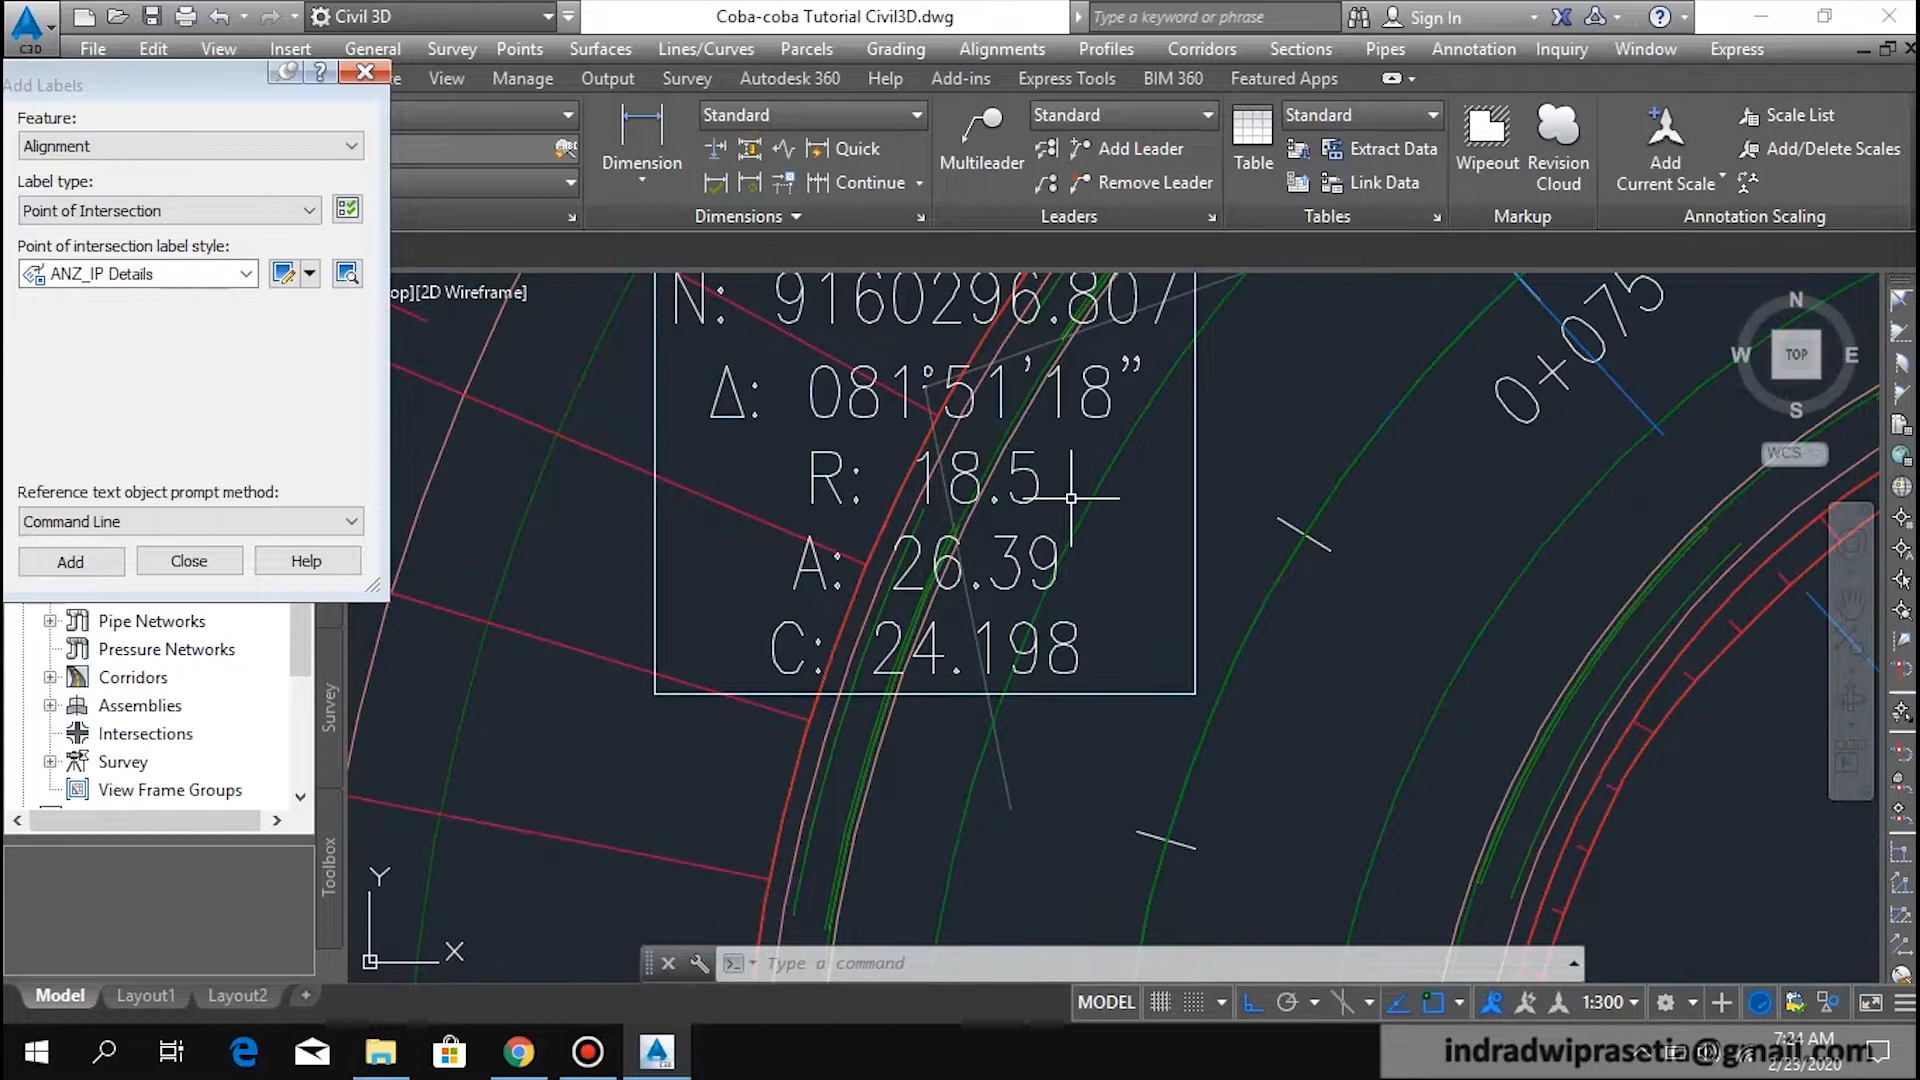 Civil 3D
Coba-coba Tutorial Civil3D.dwg
Type a keyword or phrase
Sign In
C3D
File Edit View Insert General Survey Points Surfaces Lines/Curves Parcels Grading Alignments Profiles Corridors Sections Pipes Annotation Inquiry Window Express
View Manage Output Survey Autodesk 360 Help Add-ins Express Tools BIM 360 Featured Apps
Add Labels
Feature:
Alignment
Label type:
Point of Intersection
Point of intersection label style:
ANZ_IP Details
Reference text object prompt method:
Command Line
Add Close Help
Dimension
Standard
Quick
Continue
Dimensions
Multileader
Standard
Add Leader
Remove Leader
Leaders
Table
Standard
Extract Data
Link Data
Tables
Wipeout
Revision
Cloud
Markup
Add
Current Scale
Scale List
Add/Delete Scales
Annotation Scaling
op][2D Wireframe]
N: 9160296.807
Δ: 081°51'18"
R: 18.5
A: 26.39
C: 24.198
0+075
N
W TOP E
S
WCS
Pipe Networks
Pressure Networks
Corridors
Assemblies
Intersections
Survey
View Frame Groups
Survey
Toolbox
Y
X
Type a command
Model Layout1 Layout2 +
MODEL
1:300
indradwiprasetia@gmail.com
7:24 AM
2/23/2020